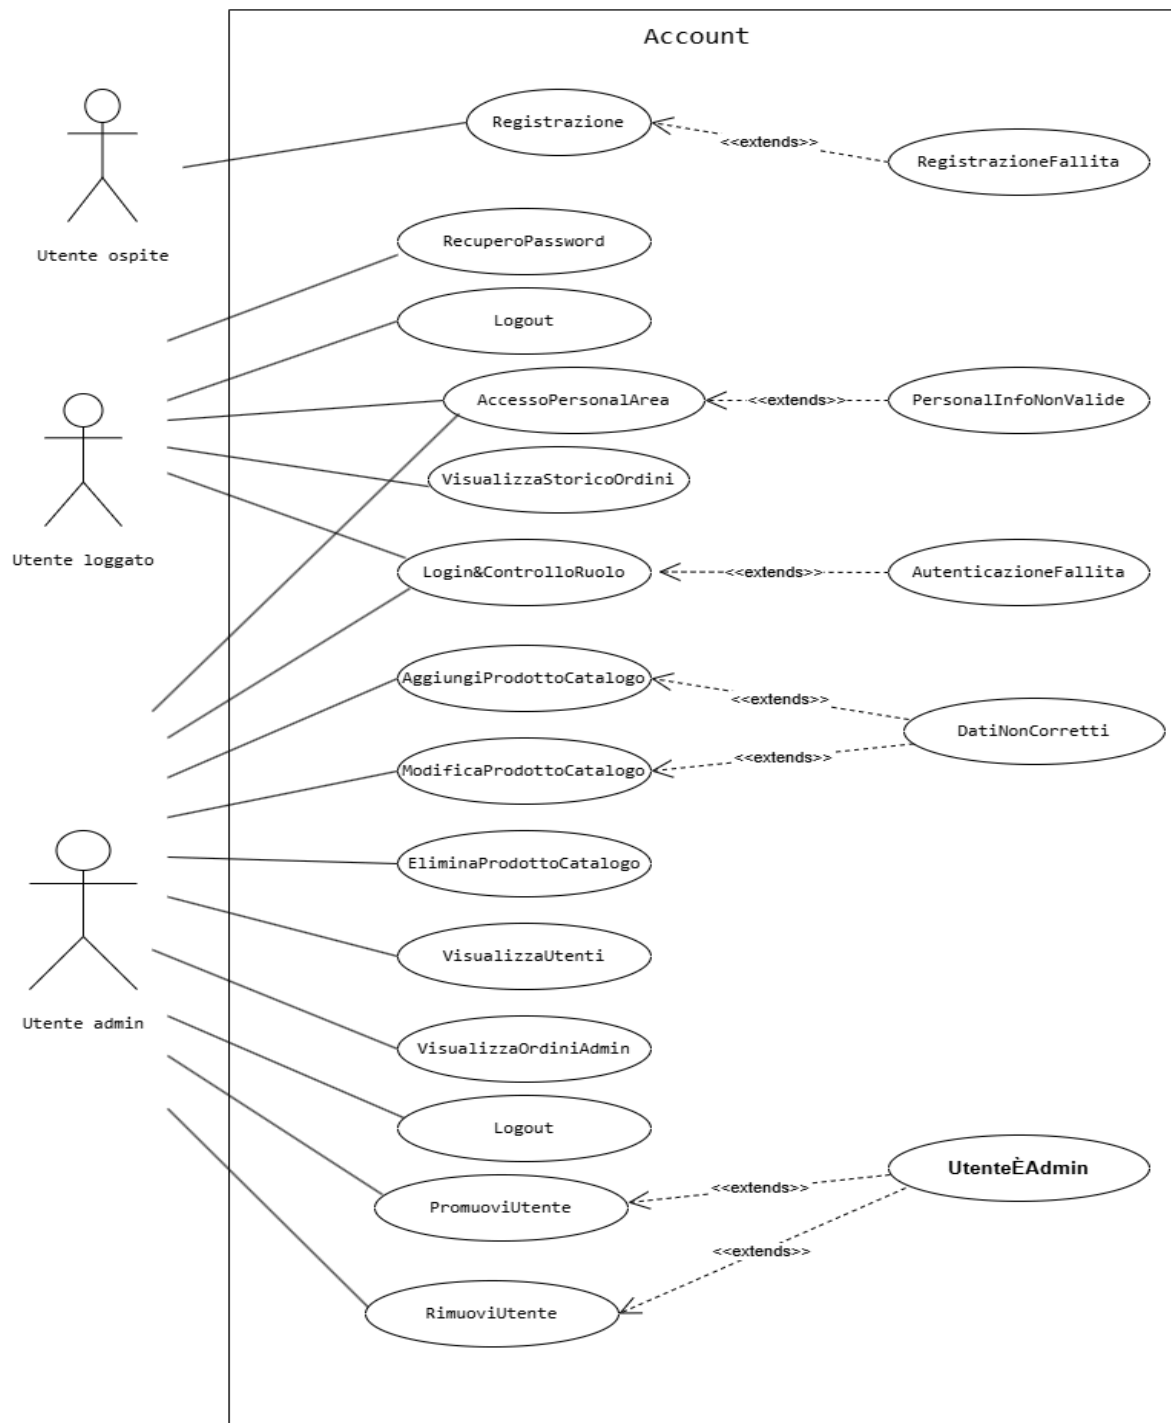 Account
Registrazione
<<extends>>
RegistrazioneFallita
Utente ospite
RecuperoPassword
Logout
AccessoPersonalArea
<<extends>>
PersonalInfoNonValide
VisualizzaStoricoOrdini
Utente loggato
Login&ControlloRuolo
<<extends>>
AutenticazioneFallita
AggiungiProdottoCatalogo
<<extends>>
DatiNonCorretti
ModificaProdottoCatalogo
<<extends>>
EliminaProdottoCatalogo
VisualizzaUtenti
Utente admin
VisualizzaOrdiniAdmin
Logout
UtenteÈAdmin
<<extends>>
PromuoviUtente
<<extends>>
RimuoviUtente